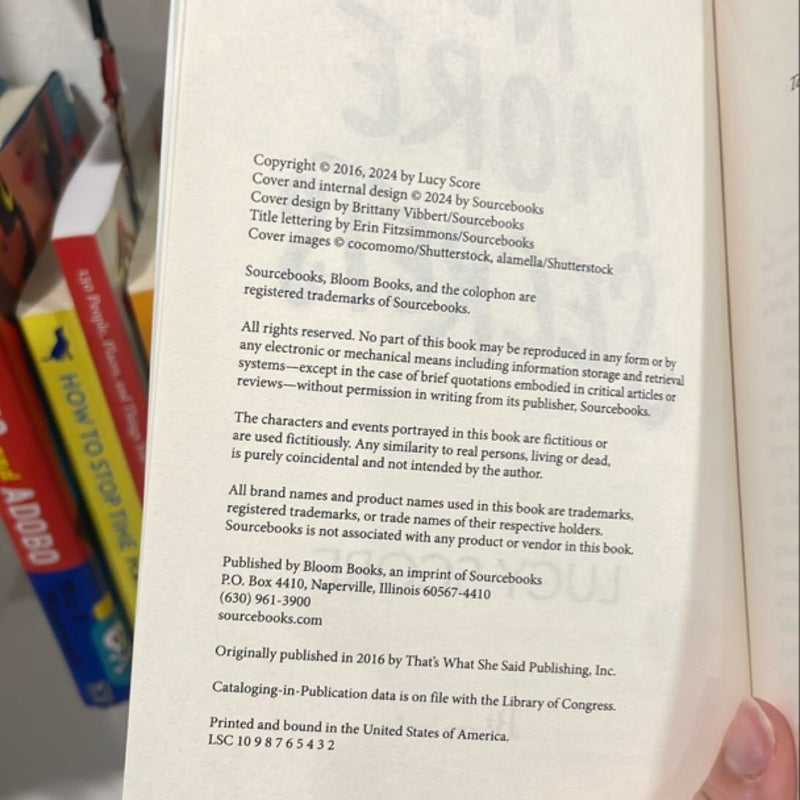 Copyright © 2016, 2024 by Lucy Score
Cover and internal design © 2024 by Sourcebooks
Cover design by Brittany Vibbert/Sourcebooks
Title lettering by Erin Fitzsimmons/Sourcebooks
Cover images © cocomomo/Shutterstock, alamella/Shutterstock
Sourcebooks, Bloom Books, and the colophon are
registered trademarks of Sourcebooks.
All rights reserved. No part of this book may be reproduced in any form or by
any electronic or mechanical means including information storage and retrieval
systems—except in the case of brief quotations embodied in critical articles or
reviews—without permission in writing from its publisher, Sourcebooks.
The characters and events portrayed in this book are fictitious or
are used fictitiously. Any similarity to real persons, living or dead,
is purely coincidental and not intended by the author.
All brand names and product names used in this book are trademarks,
registered trademarks, or trade names of their respective holders.
Sourcebooks is not associated with any product or vendor in this book.
Published by Bloom Books, an imprint of Sourcebooks
P.O. Box 4410, Naperville, Illinois 60567-4410
(630) 961-3900
sourcebooks.com
Originally published in 2016 by That's What She Said Publishing, Inc.
Cataloging-in-Publication data is on file with the Library of Congress.
Printed and bound in the United States of America.
LSC 10 9 8 7 6 5 4 3 2
150 People, Places, and Things
HOW TO STOP TIME
and ADOBO
MORE
LUCY SCORE